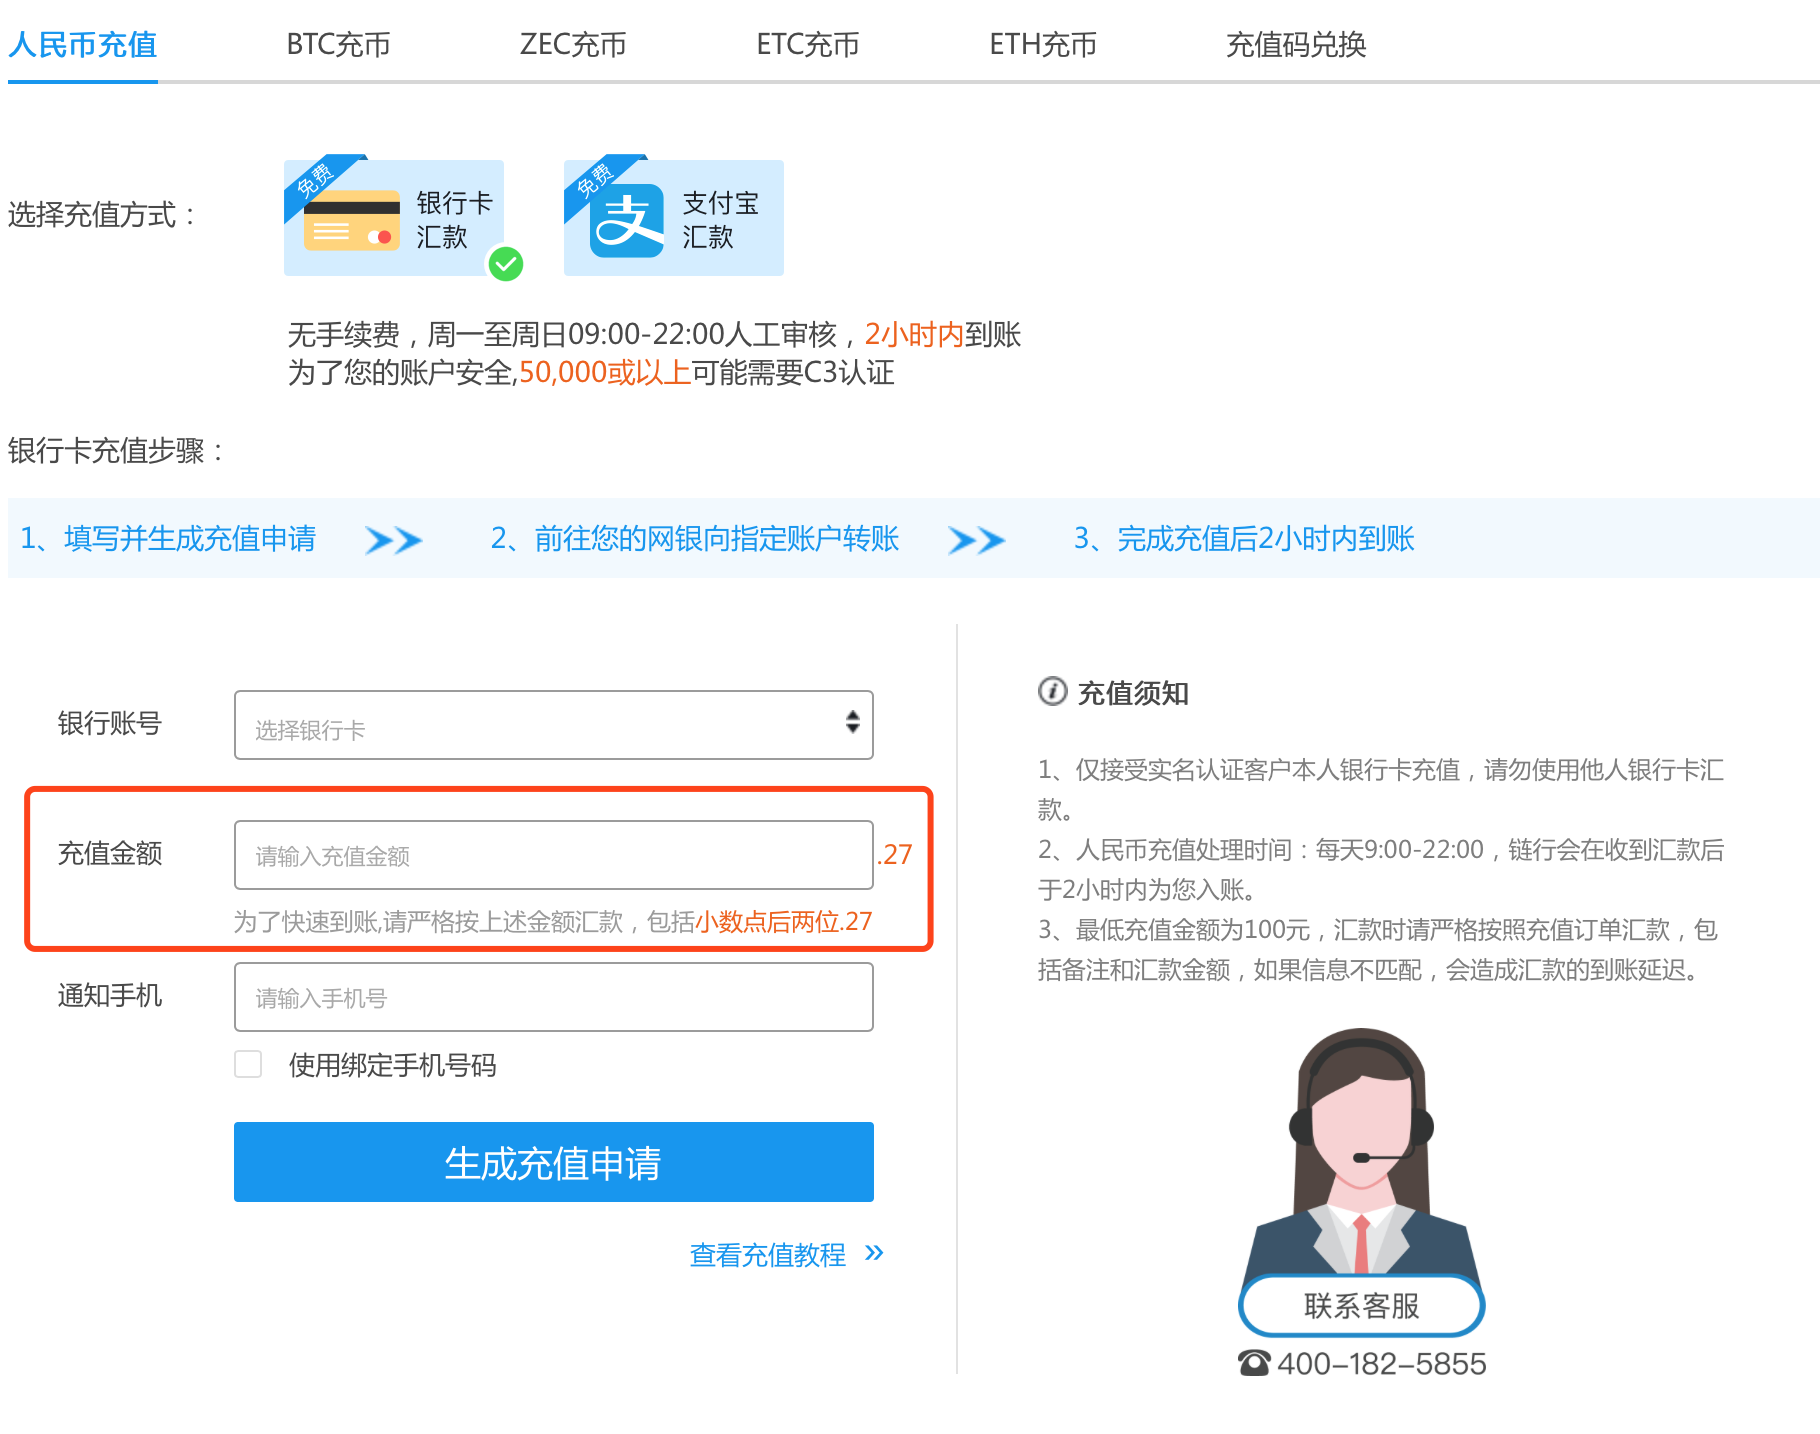 人民币充值
BTC充币
ZEC充币
ETC充币
ETH充币
充值码兑换
选择充值方式：
免费
银行卡
汇款
免费
支
支付宝
汇款
无手续费，周一至周日09:00-22:00人工审核，2小时内到账
为了您的账户安全,50,000或以上可能需要C3认证
银行卡充值步骤：
1、填写并生成充值申请
2、前往您的网银向指定账户转账
3、完成充值后2小时内到账
银行账号
选择银行卡
充值金额
请输入充值金额
.27
为了快速到账,请严格按上述金额汇款，包括小数点后两位.27
通知手机
请输入手机号
使用绑定手机号码
生成充值申请
查看充值教程 »
充值须知
1、仅接受实名认证客户本人银行卡充值，请勿使用他人银行卡汇
款。
2、人民币充值处理时间：每天9:00-22:00，链行会在收到汇款后
于2小时内为您入账。
3、最低充值金额为100元，汇款时请严格按照充值订单汇款，包
括备注和汇款金额，如果信息不匹配，会造成汇款的到账延迟。
联系客服
400-182-5855